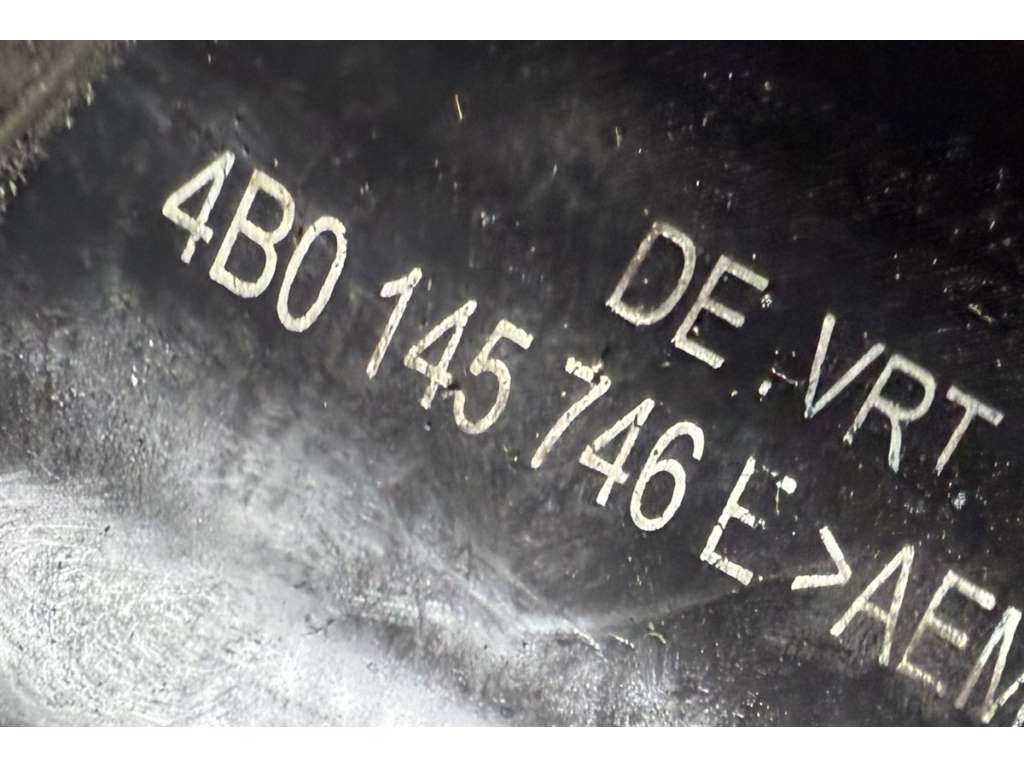 DE . VRT
4B0 145 746 E >AEM